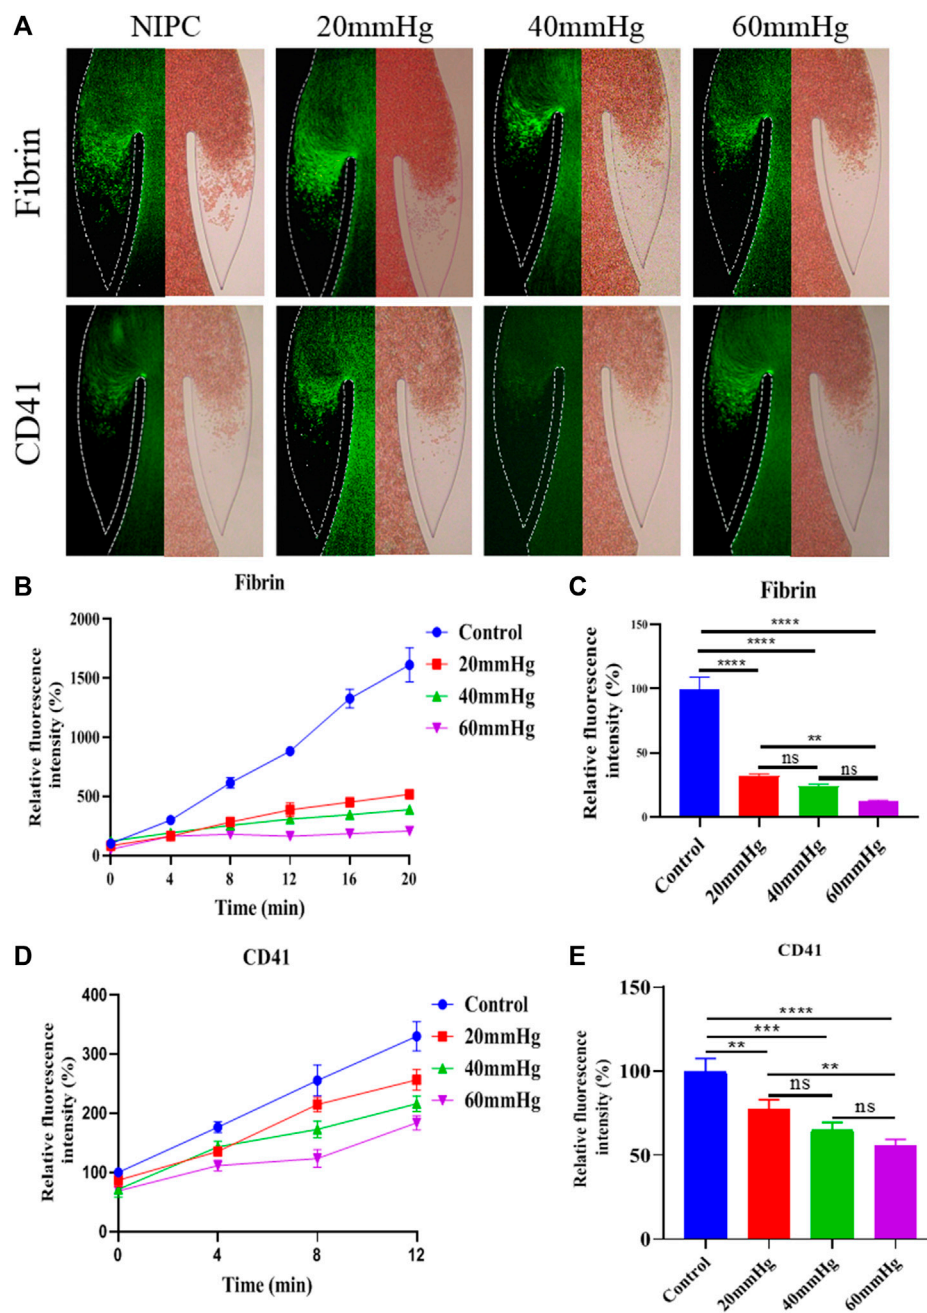 A
NIPC
20mmHg
40mmHg
60mmHg
Fibrin
CD41
B
Fibrin
Relative fluorescence
intensity (%)
2000
1500
1000
500
0
0
4
8
12
16
20
Time (min)
Control
20mmHg
40mmHg
60mmHg
C
Fibrin
Relative fluorescence
intensity (%)
150
100
50
0
****
****
****
**
ns
ns
Control
20mmHg
40mmHg
60mmHg
D
CD41
Relative fluorescence
intensity (%)
400
300
200
100
0
0
4
8
12
Time (min)
Control
20mmHg
40mmHg
60mmHg
E
CD41
Relative fluorescence
intensity (%)
150
100
50
0
****
***
**
**
ns
ns
Control
20mmHg
40mmHg
60mmHg